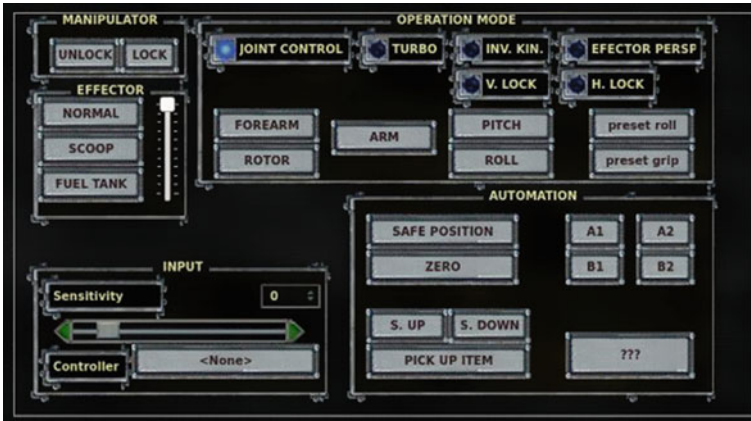 MANIPULATOR
UNLOCK LOCK
EFFECTOR
NORMAL
SCOOP
FUEL TANK
OPERATION MODE
JOINT CONTROL TURBO INV. KIN. EFECTOR PERSP
V. LOCK H. LOCK
FOREARM ARM PITCH preset roll
ROTOR ROLL preset grip
AUTOMATION
SAFE POSITION A1 A2
ZERO B1 B2
S. UP S. DOWN
PICK UP ITEM ???
INPUT
Sensitivity 0
Controller <None>